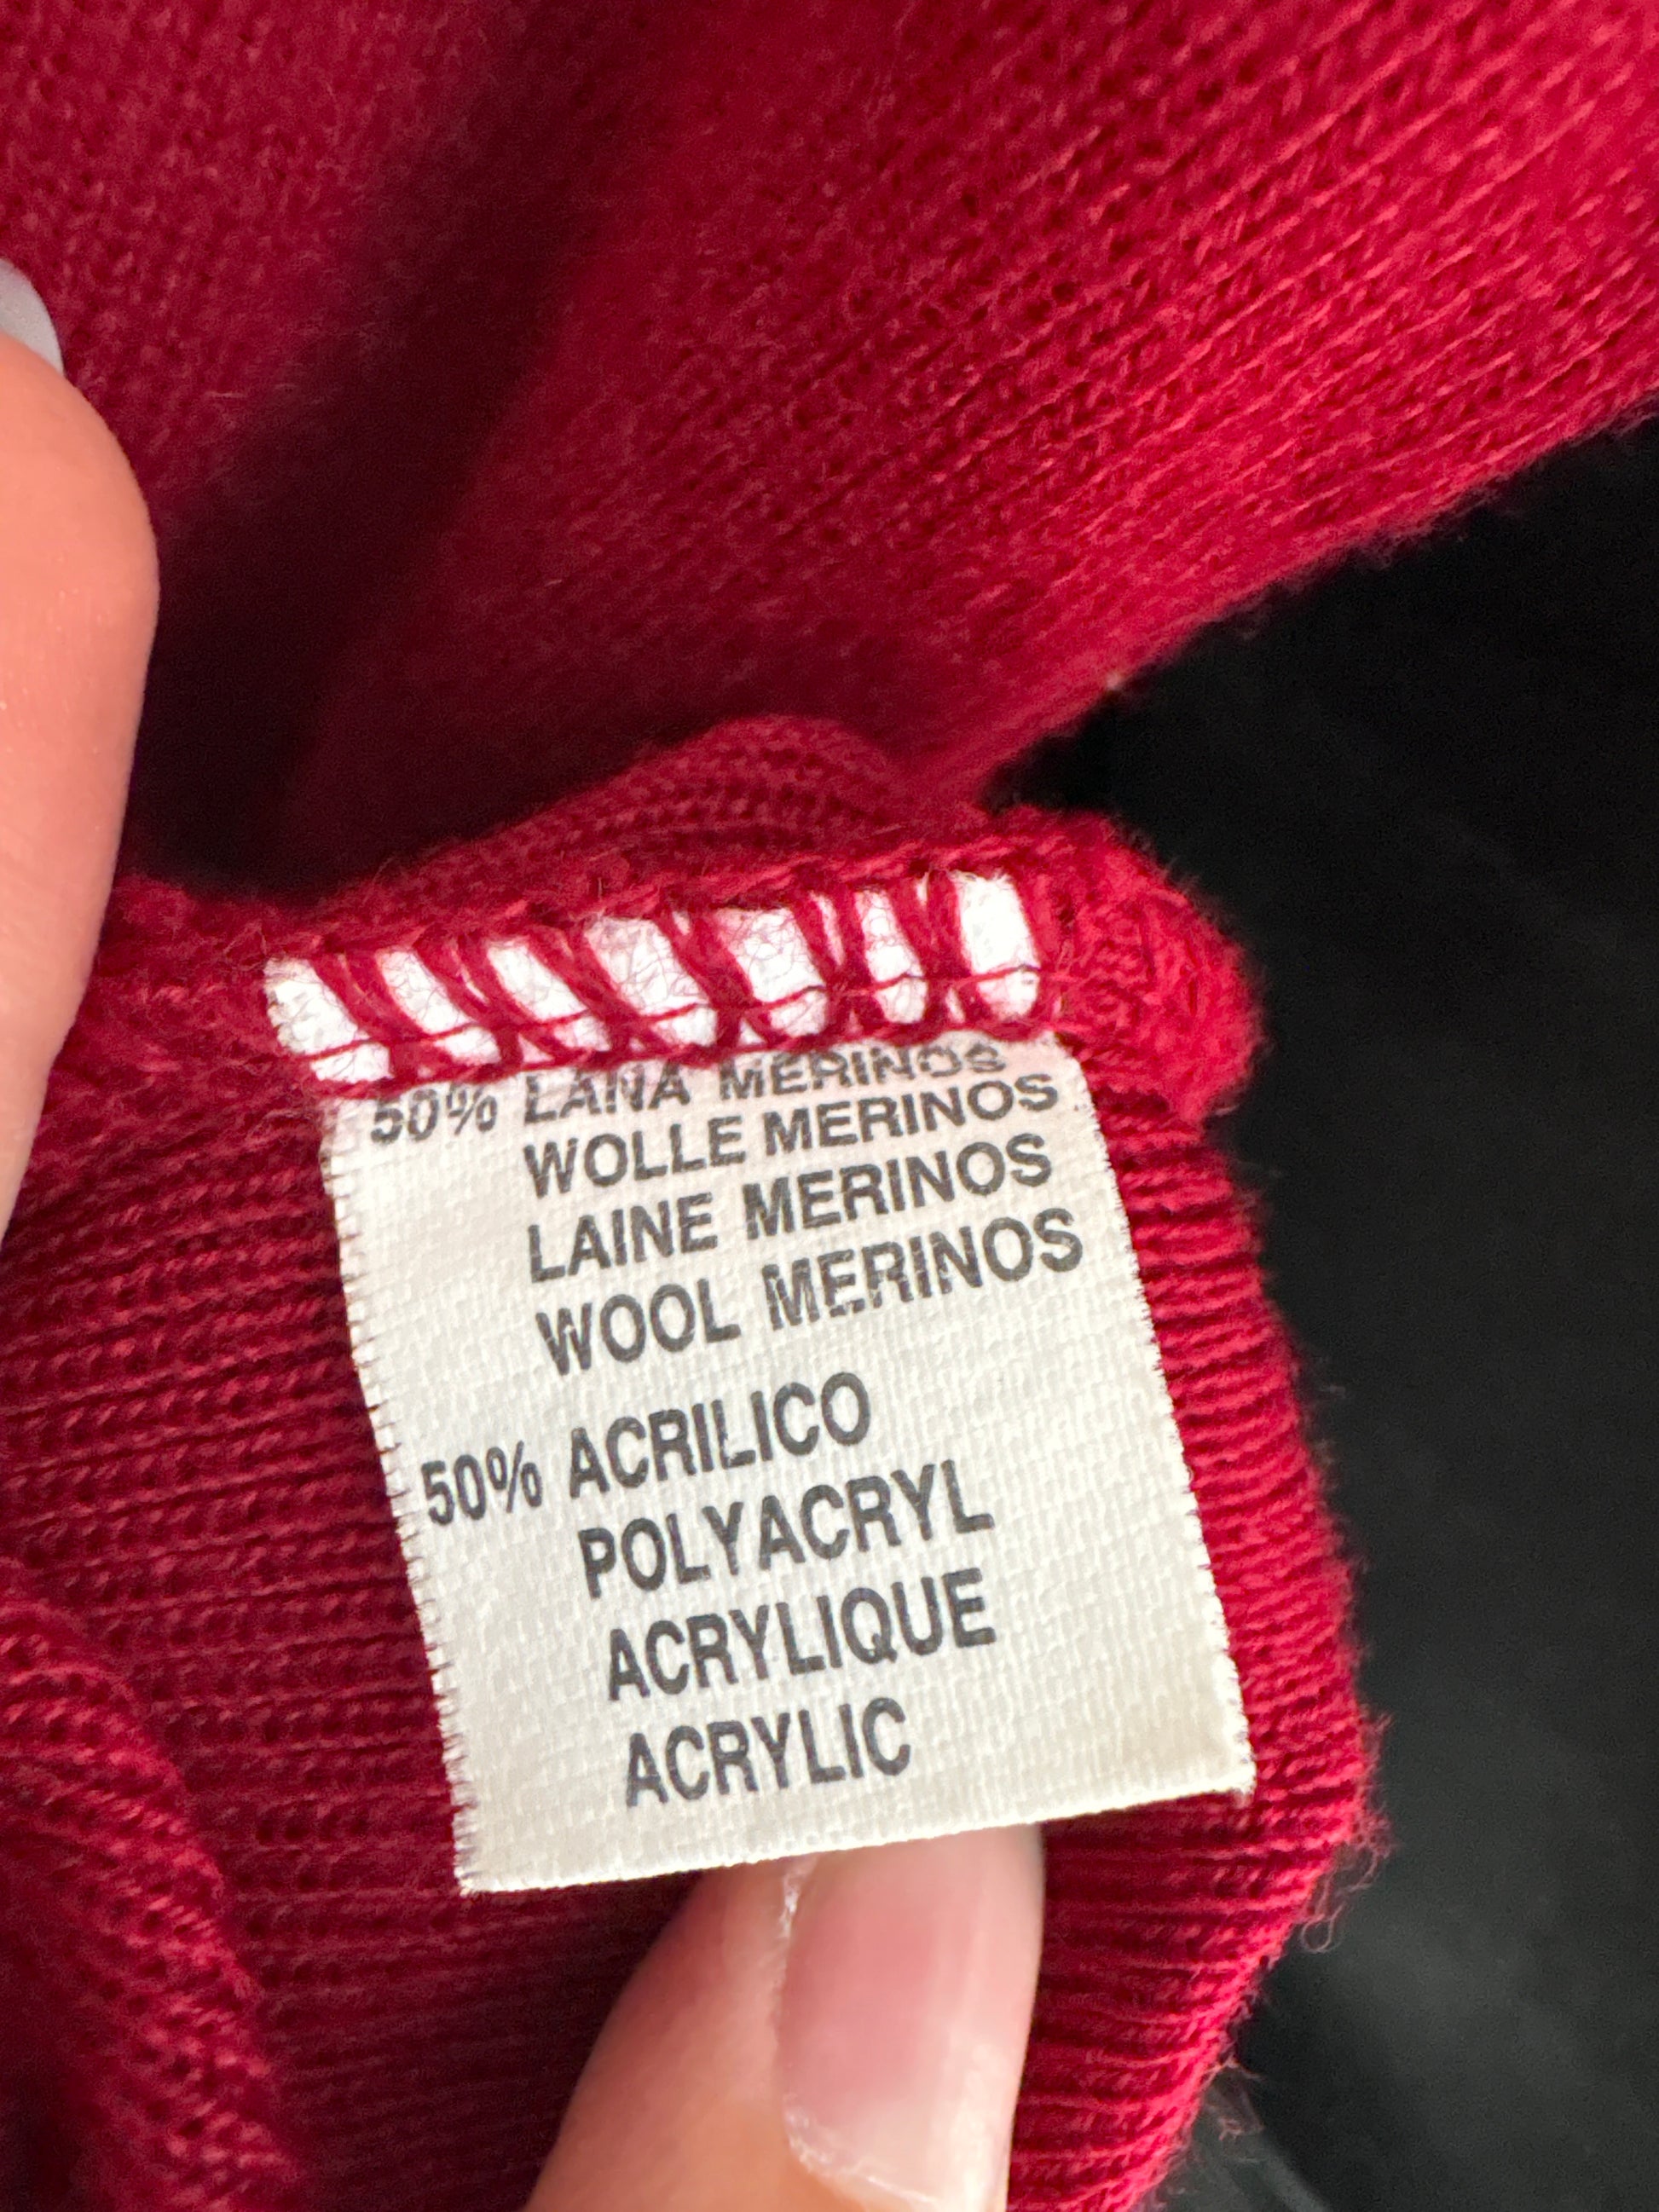 50% LANA MERINOS
WOLLE MERINOS
LAINE MERINOS
WOOL MERINOS
50% ACRILICO
POLYACRYL
ACRYLIQUE
ACRYLIC